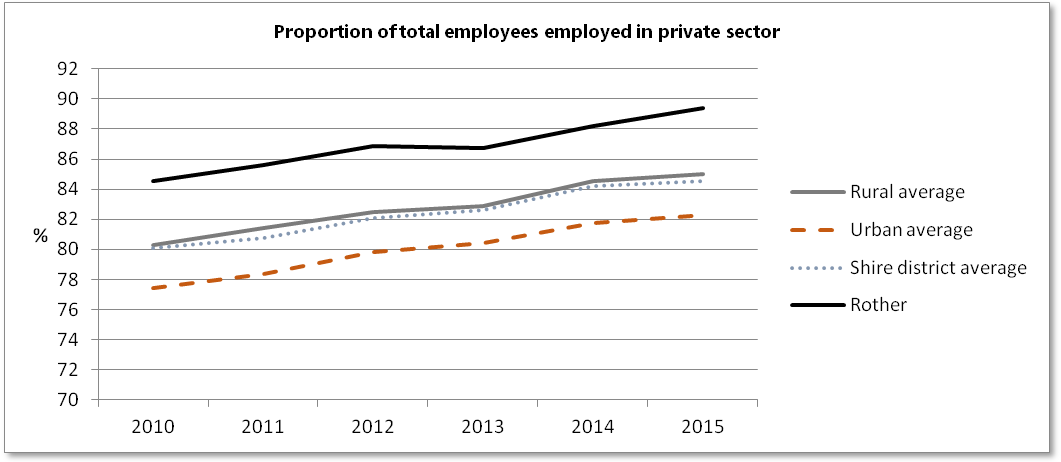 Proportion of total employees employed in private sector
92
90
88
86
84
82
80
78
76
74
72
70
%
2010 2011 2012 2013 2014 2015
Rural average
Urban average
Shire district average
Rother